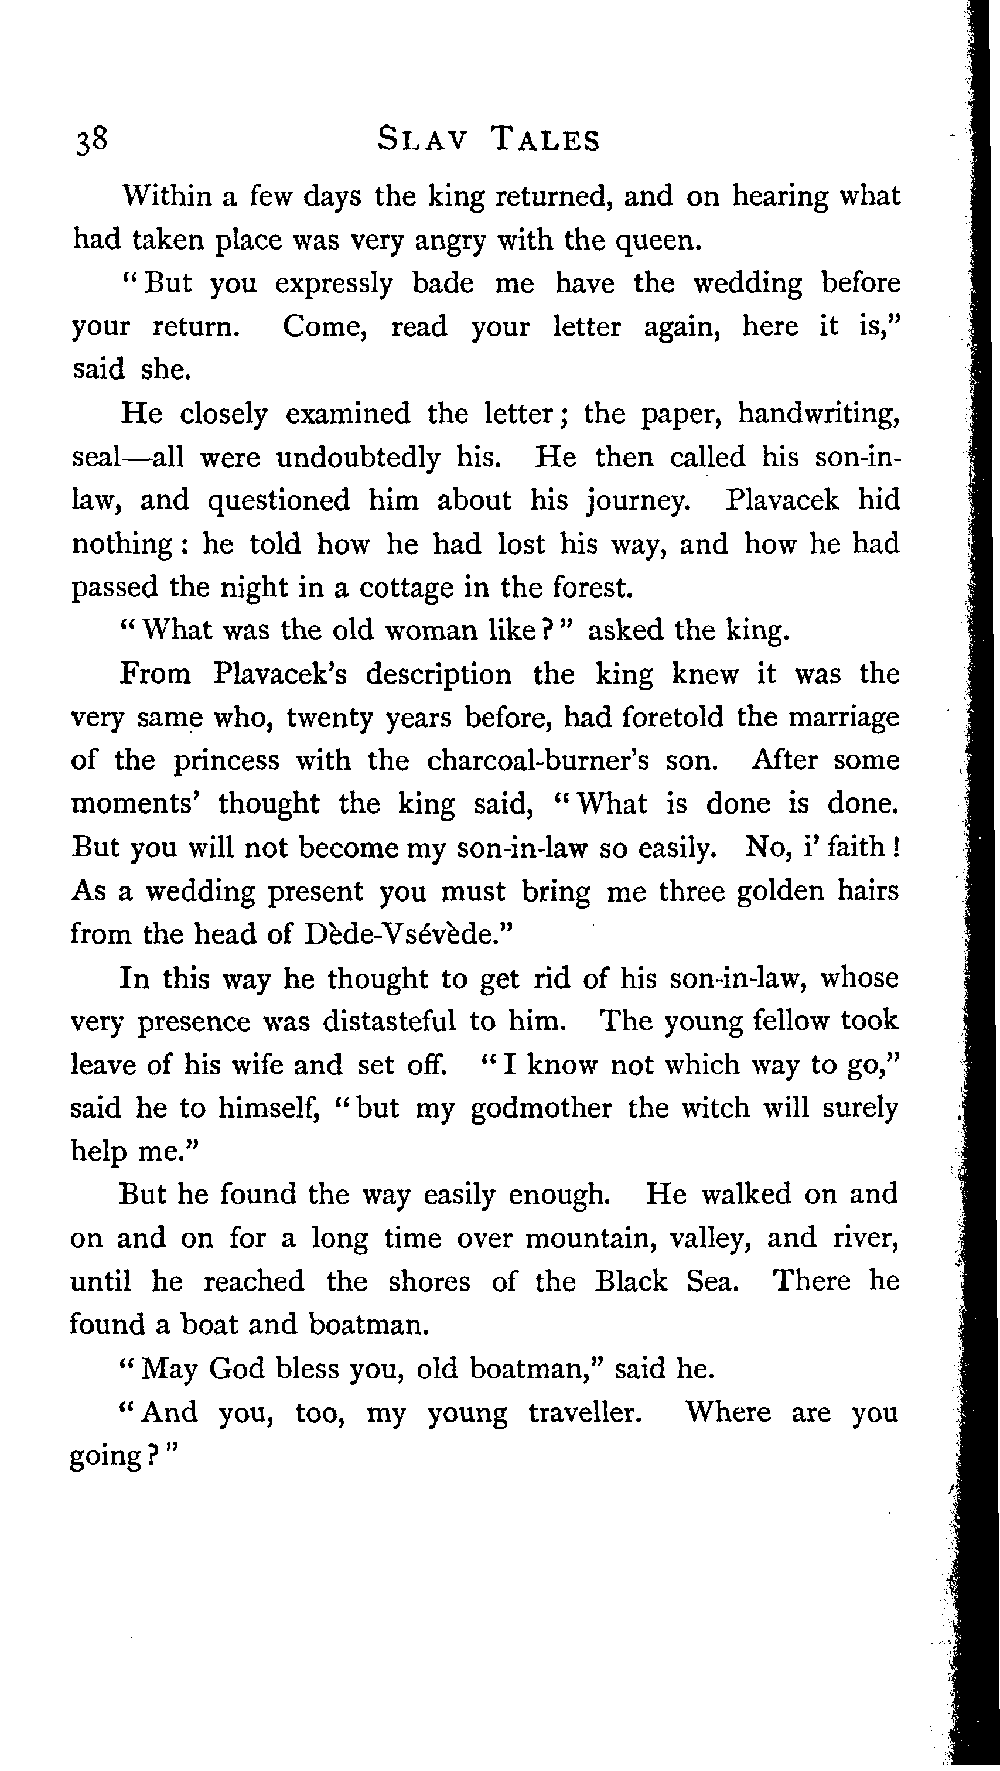 38 SLAV TALES
Within a few days the king returned, and on hearing what
had taken place was very angry with the queen.
"But you expressly bade me have the wedding before
your return. Come, read your letter again, here it is,"
said she.
He closely examined the letter; the paper, handwriting,
seal—all were undoubtedly his. He then called his son-in-
law, and questioned him about his journey. Plavacek hid
nothing: he told how he had lost his way, and how he had
passed the night in a cottage in the forest.
"What was the old woman like?" asked the king.
From Plavacek's description the king knew it was the
very same who, twenty years before, had foretold the marriage
of the princess with the charcoal-burner's son. After some
moments' thought the king said, "What is done is done.
But you will not become my son-in-law so easily. No, i' faith!
As a wedding present you must bring me three golden hairs
from the head of Dède-Vsévède."
In this way he thought to get rid of his son-in-law, whose
very presence was distasteful to him. The young fellow took
leave of his wife and set off. "I know not which way to go,"
said he to himself, "but my godmother the witch will surely
help me."
But he found the way easily enough. He walked on and
on and on for a long time over mountain, valley, and river,
until he reached the shores of the Black Sea. There he
found a boat and boatman.
"May God bless you, old boatman," said he.
"And you, too, my young traveller. Where are you
going?"